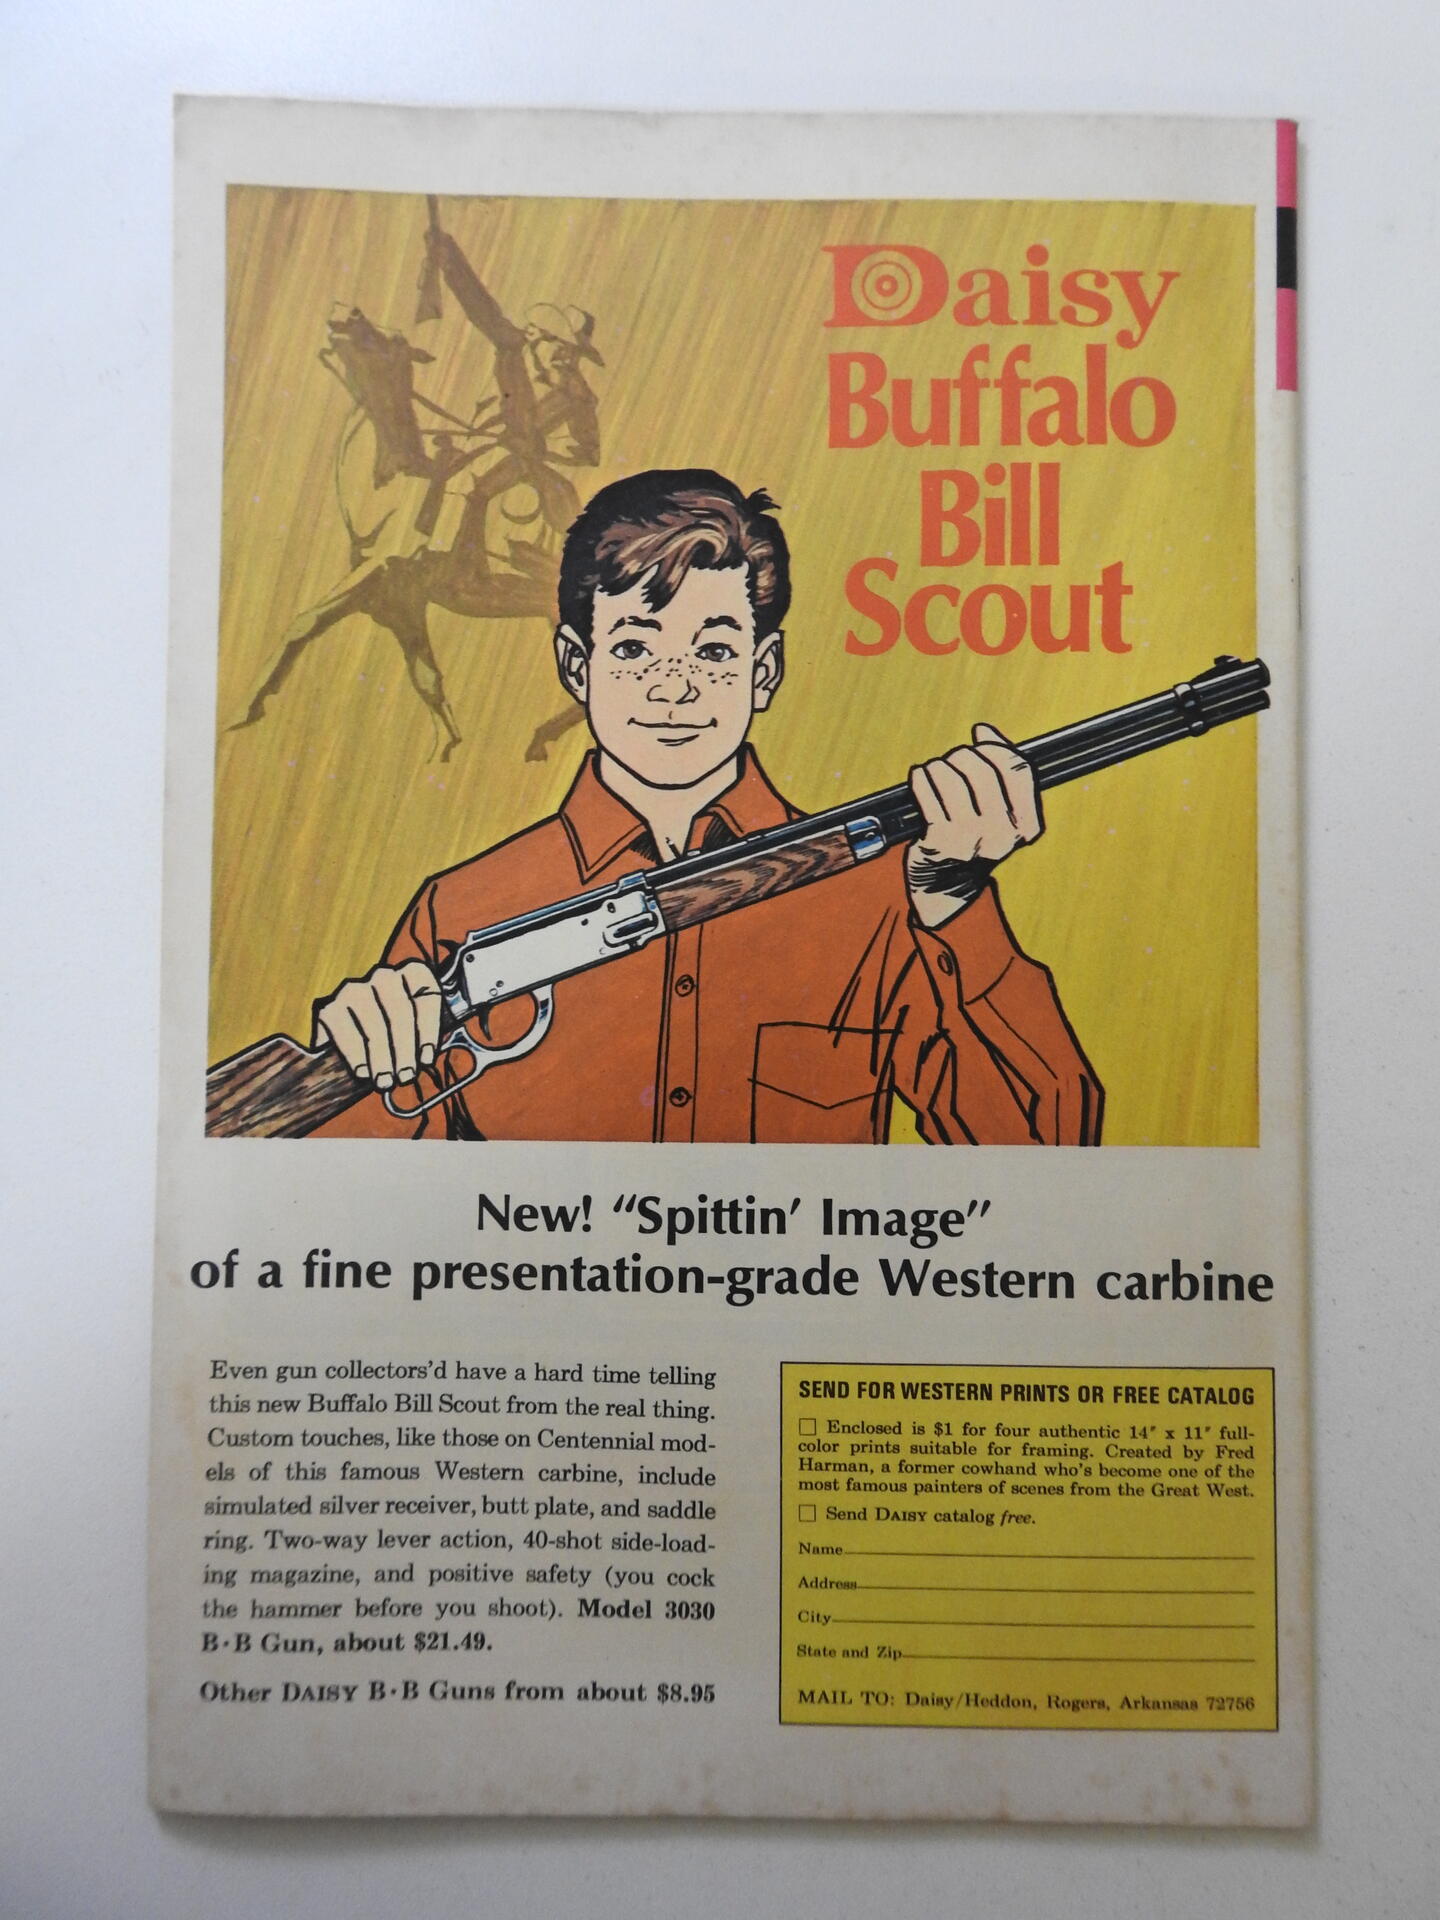 Daisy
Buffalo
Bill
Scout
New! “Spittin’ Image”
of a fine presentation-grade Western carbine
Even gun collectors’d have a hard time telling
this new Buffalo Bill Scout from the real thing.
Custom touches, like those on Centennial mod-
els of this famous Western carbine, include
simulated silver receiver, butt plate, and saddle
ring. Two-way lever action, 40-shot side-load-
ing magazine, and positive safety (you cock
the hammer before you shoot). Model 3030
B·B Gun, about $21.49.
Other DAISY B·B Guns from about $8.95
SEND FOR WESTERN PRINTS OR FREE CATALOG
☐ Enclosed is $1 for four authentic 14″ x 11″ full-
color prints suitable for framing. Created by Fred
Harman, a former cowhand who’s become one of the
most famous painters of scenes from the Great West.
☐ Send DAISY catalog free.
Name
Address
City
State and Zip
MAIL TO: Daisy/Heddon, Rogers, Arkansas 72756